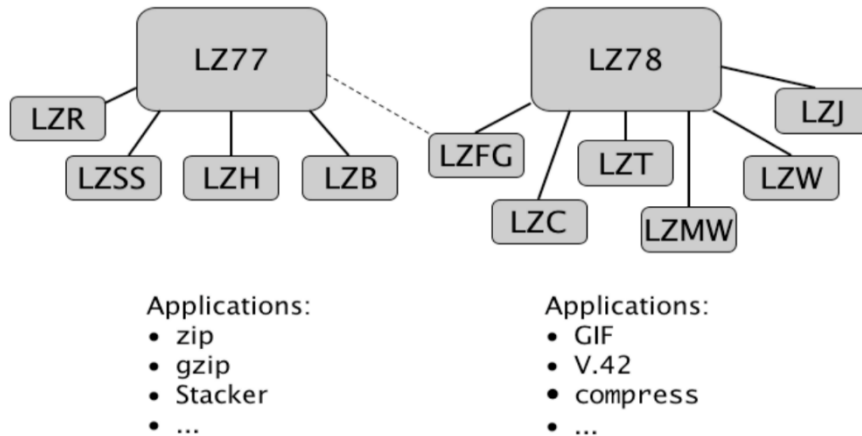 LZ77
LZ78
LZR
LZSS
LZH
LZB
LZFG
LZC
LZT
LZMW
LZW
LZJ
Applications:
• zip
• gzip
• Stacker
• ...
Applications:
• GIF
• V.42
• compress
• ...